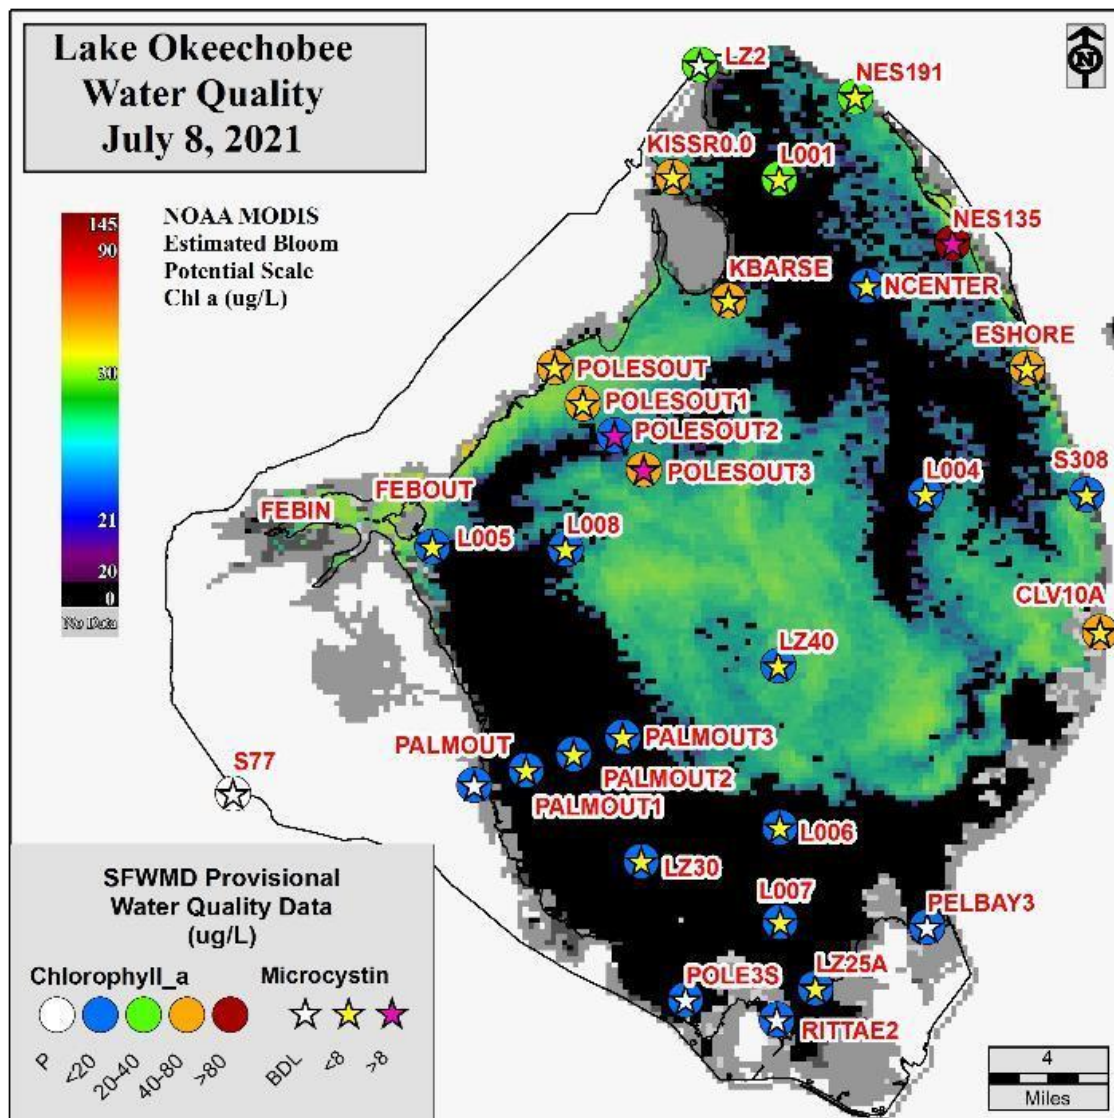 Lake Okeechobee
Water Quality
July 8, 2021
N
LZ2
NES191
KISSR0.0
L001
145
90
30
21
20
0
No Data
NOAA MODIS
Estimated Bloom
Potential Scale
Chl a (ug/L)
NES135
KBARSE
NCENTER
ESHORE
POLESOUT
POLESOUT1
POLESOUT2
POLESOUT3
L004
S308
FEBIN
FEBOUT
L005
L008
CLV10A
LZ40
PALMOUT
PALMOUT3
PALMOUT2
PALMOUT1
S77
L006
LZ30
L007
PELBAY3
POLE3S
LZ25A
RITTAE2
SFWMD Provisional
Water Quality Data
(ug/L)
Chlorophyll_a
Microcystin
P
<20
20-40
40-80
>80
BDL
<8
>8
4
Miles